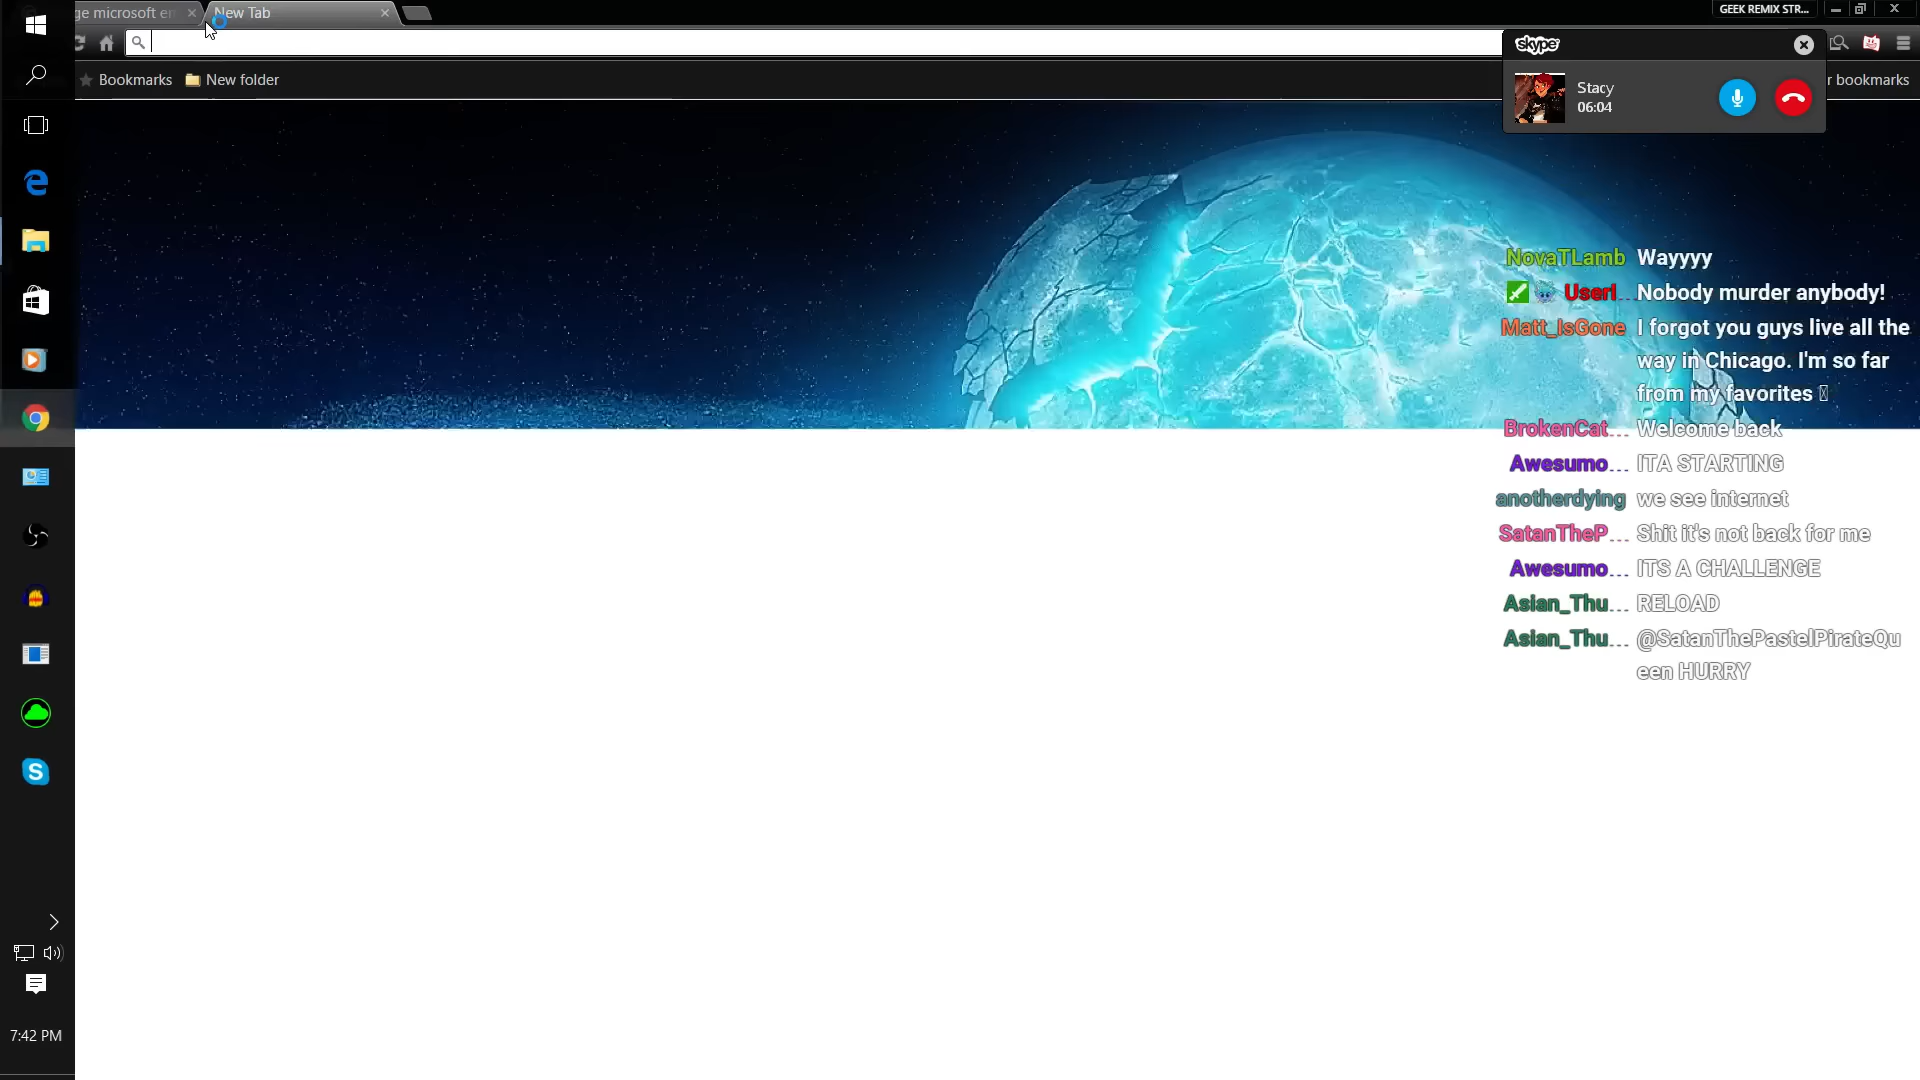 ge microsoft em
New Tab
GEEK REMIX STR...
Bookmarks
New folder
r bookmarks
skype
Stacy
06:04
NovaTLamb Wayyyy
UserI... Nobody murder anybody!
Matt_IsGone I forgot you guys live all the
way in Chicago. I'm so far
from my favorites
BrokenCat... Welcome back
Awesumo... ITA STARTING
anotherdying we see internet
SatanTheP... Shit it's not back for me
Awesumo... ITS A CHALLENGE
Asian_Thu... RELOAD
Asian_Thu... @SatanThePastelPirateQu
een HURRY
7:42 PM